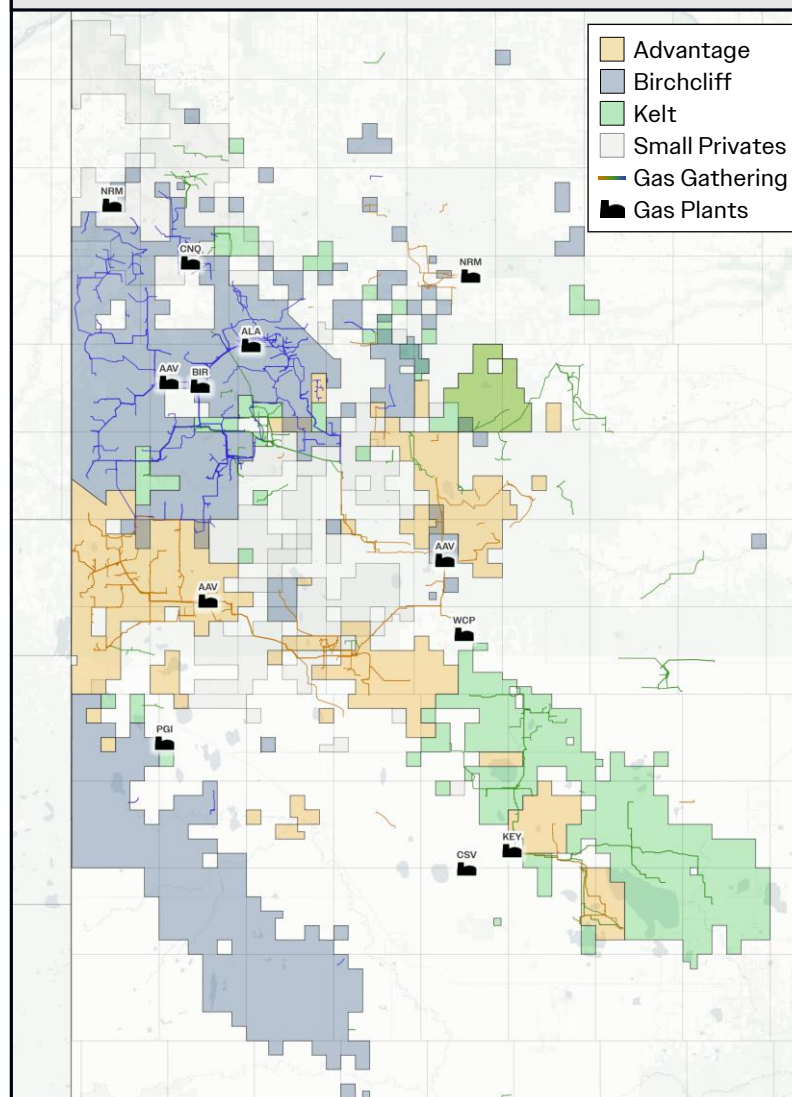 Advantage
Birchcliff
Kelt
Small Privates
Gas Gathering
Gas Plants
NRM
CNQ
NRM
ALA
AAV
BIR
AAV
AAV
WCP
PGI
KEY
CSV